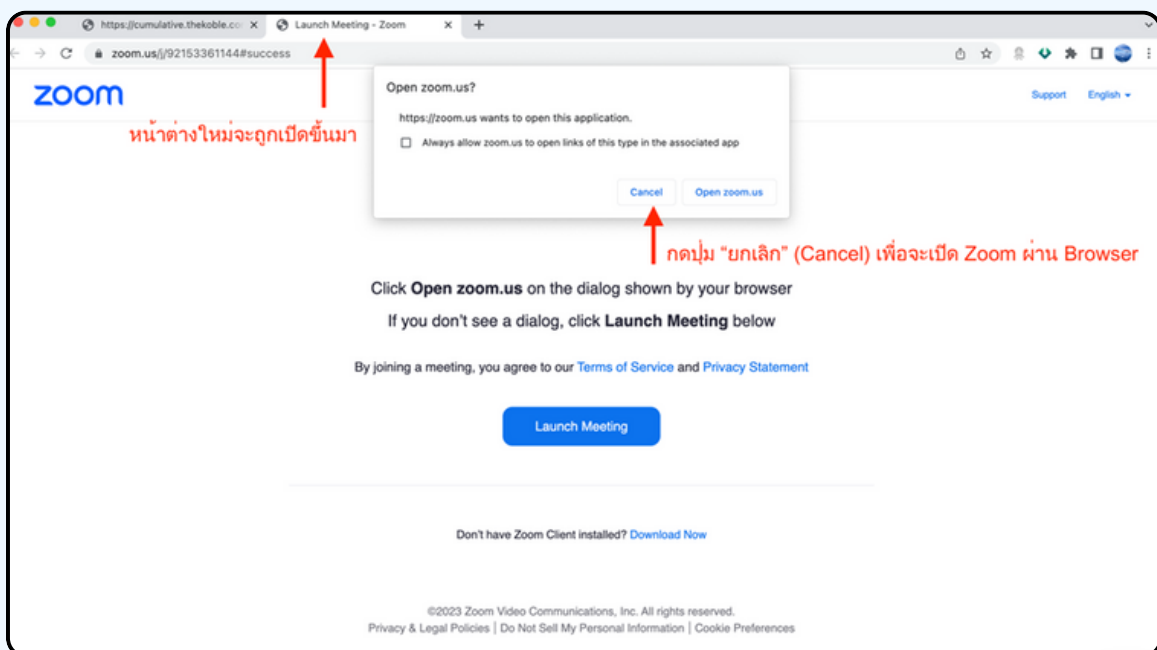 https://cumulative.thekoble.co
Launch Meeting - Zoom
zoom.us/j/92153361144#success
zoom
Support English
Open zoom.us?
https://zoom.us wants to open this application.
Always allow zoom.us to open links of this type in the associated app
Cancel Open zoom.us
หน้าต่างใหม่จะถูกเปิดขึ้นมา
กดปุ่ม “ยกเลิก” (Cancel) เพื่อจะเปิด Zoom ผ่าน Browser
Click Open zoom.us on the dialog shown by your browser
If you don't see a dialog, click Launch Meeting below
By joining a meeting, you agree to our Terms of Service and Privacy Statement
Launch Meeting
Don't have Zoom Client installed? Download Now
©2023 Zoom Video Communications, Inc. All rights reserved.
Privacy & Legal Policies | Do Not Sell My Personal Information | Cookie Preferences